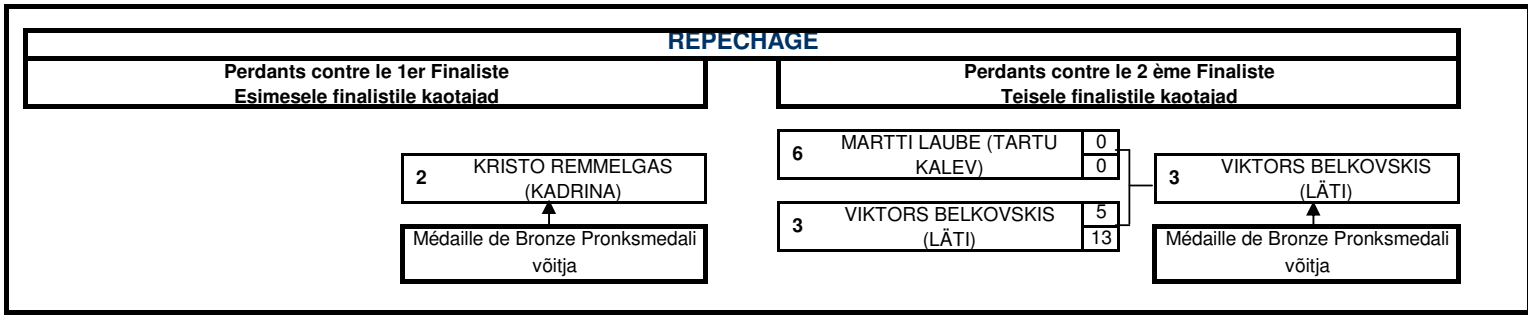 REPECHAGE
Perdants contre le 1er Finaliste
Esimesele finalistile kaotajad
Perdants contre le 2 ème Finaliste
Teisele finalistile kaotajad
2
KRISTO REMMELGAS
(KADRINA)
Médaille de Bronze Pronksmedali
võitja
6
MARTTI LAUBE (TARTU
KALEV)
0
0
3
VIKTORS BELKOVSKIS
(LÄTI)
5
13
3
VIKTORS BELKOVSKIS
(LÄTI)
Médaille de Bronze Pronksmedali
võitja